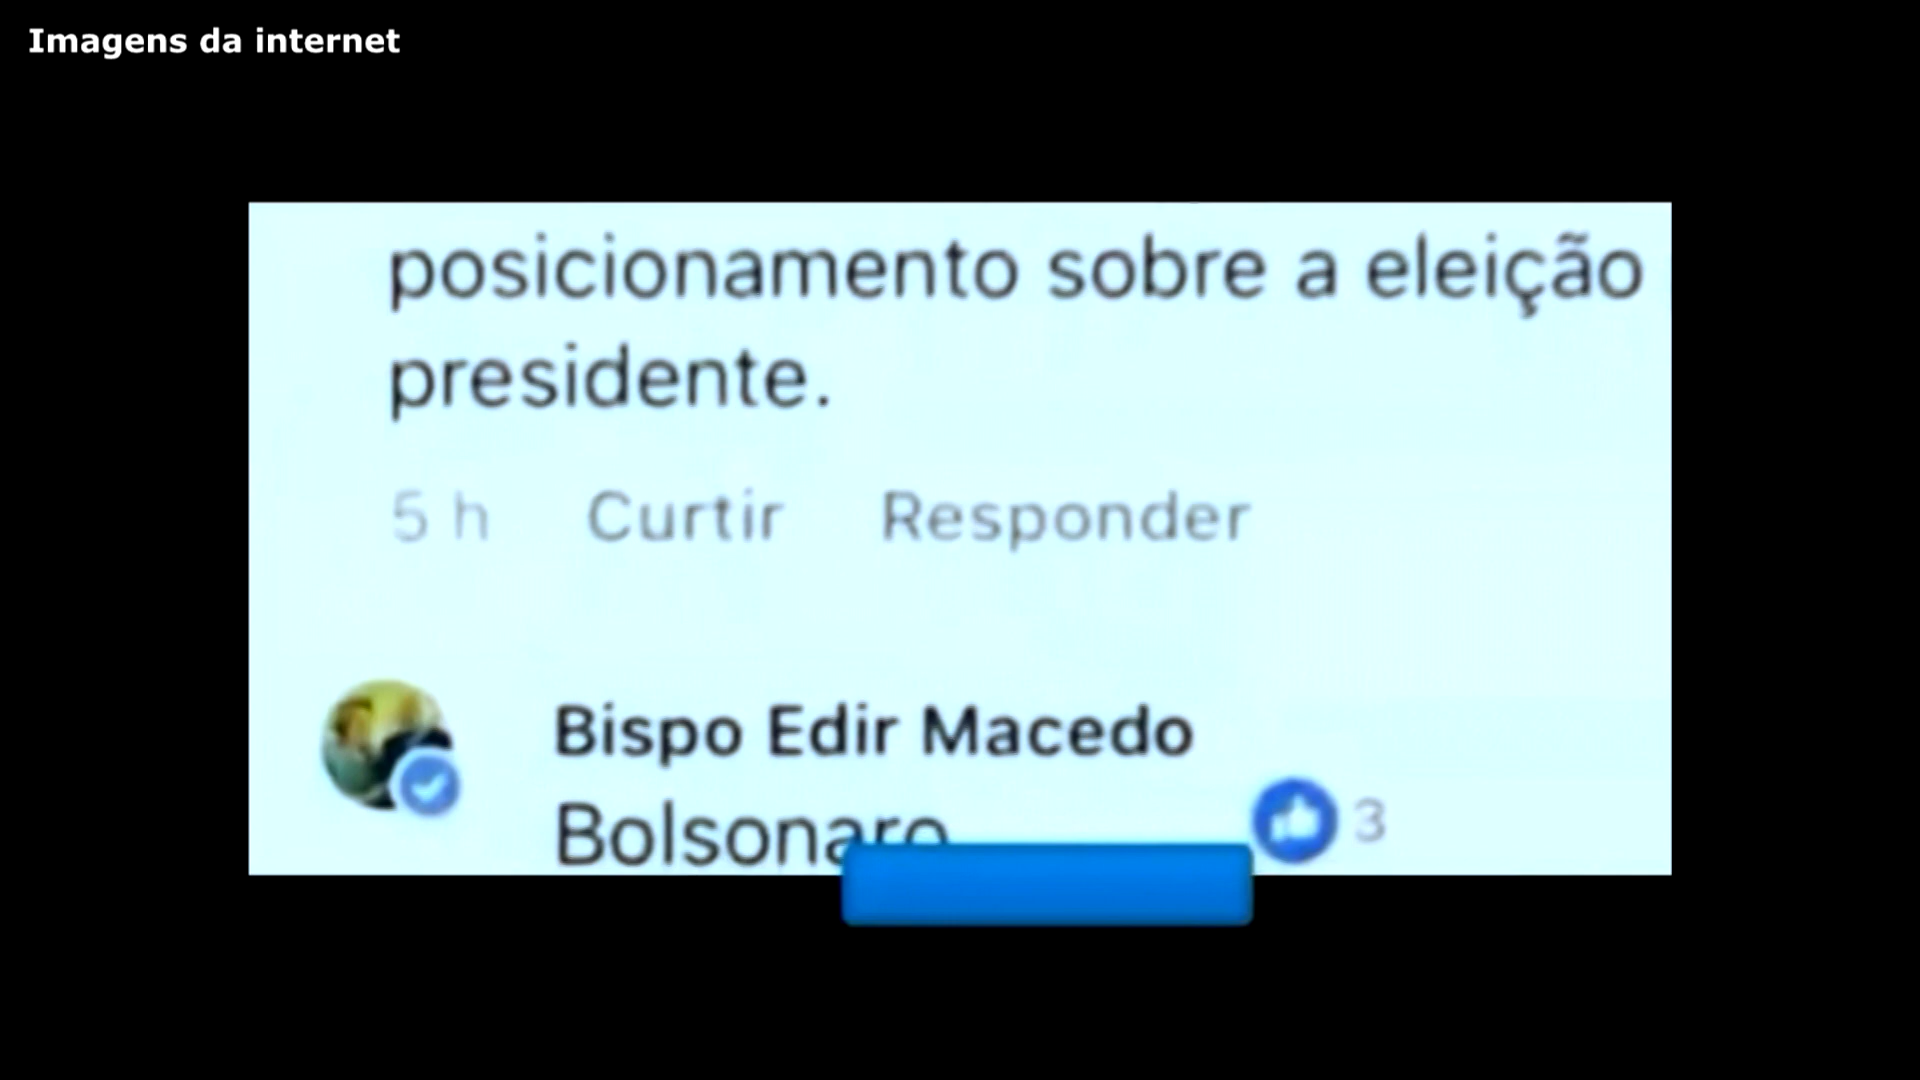 Imagens da internet
posicionamento sobre a eleição
presidente.
5 h Curtir Responder
Bispo Edir Macedo
Bolsonaro
3